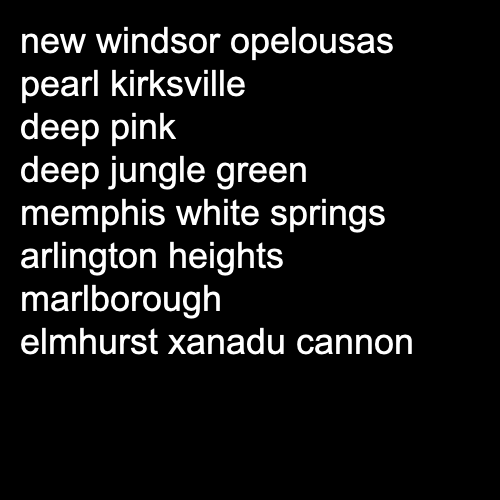 new windsor opelousas
pearl kirksville
deep pink
deep jungle green
memphis white springs
arlington heights
marlborough
elmhurst xanadu cannon